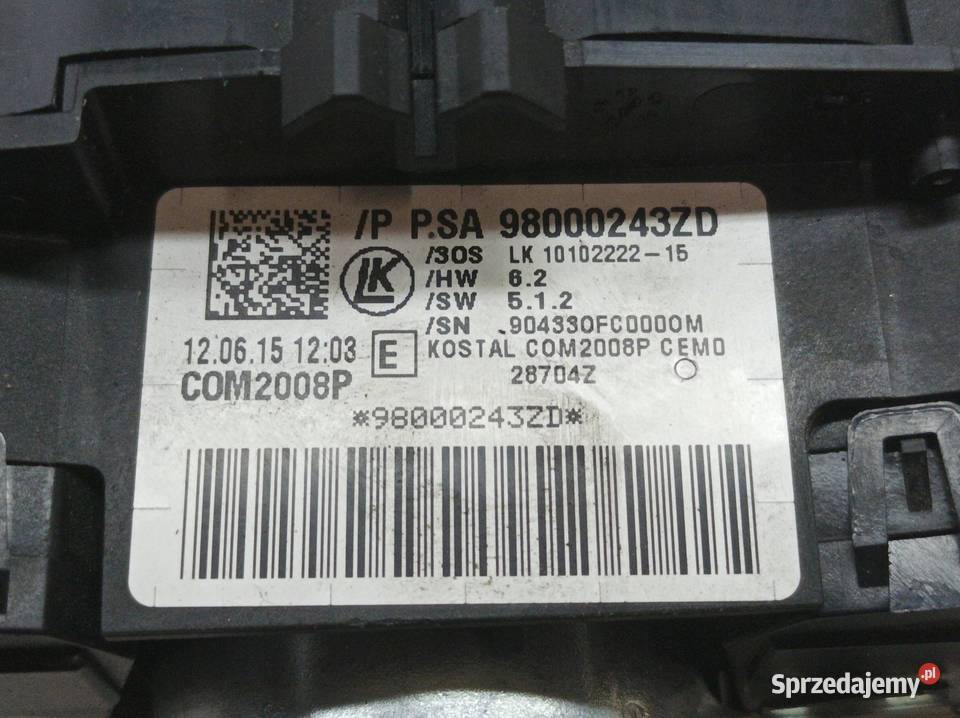 /P P.SA 98000243ZD
/3OS LK 10102222-15
LK
/HW 6.2
/SW 5.1.2
/SN .904330FC0000M
12.06.15 12:03 E KOSTAL COM2008P CEM0
COM2008P 28704Z
*98000243ZD*
Sprzedajemy.pl